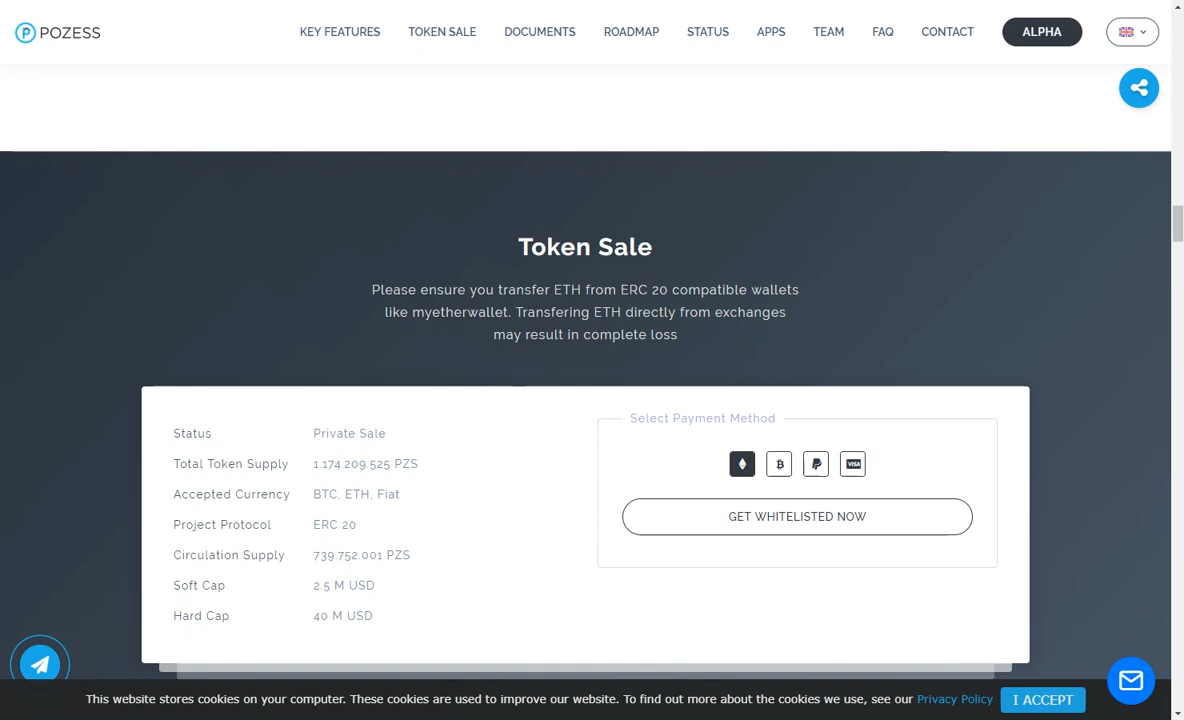 POZESS
KEY FEATURES
TOKEN SALE
DOCUMENTS
ROADMAP
STATUS
APPS
TEAM
FAQ
CONTACT
ALPHA
Token Sale
Please ensure you transfer ETH from ERC 20 compatible wallets
like myetherwallet. Transfering ETH directly from exchanges
may result in complete loss
Status Private Sale
Total Token Supply 1.174.209.525 PZS
Accepted Currency BTC, ETH, Fiat
Project Protocol ERC 20
Circulation Supply 739.752.001 PZS
Soft Cap 2.5 M USD
Hard Cap 40 M USD
Select Payment Method
VISA
GET WHITELISTED NOW
This website stores cookies on your computer. These cookies are used to improve our website. To find out more about the cookies we use, see our Privacy Policy
I ACCEPT